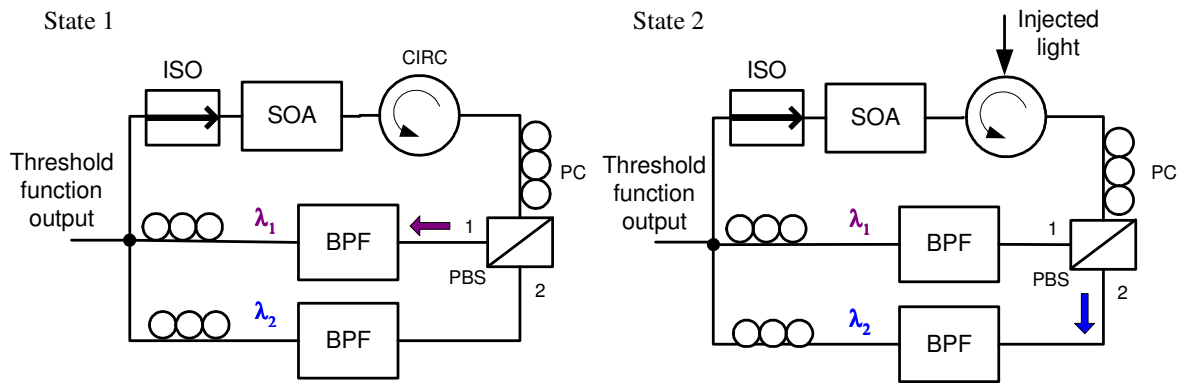 State 1
ISO
SOA
CIRC
PC
Threshold
function
output
λ1
BPF
1
PBS
2
λ2
BPF
State 2
Injected
light
ISO
SOA
PC
Threshold
function
output
λ1
BPF
1
PBS
2
λ2
BPF